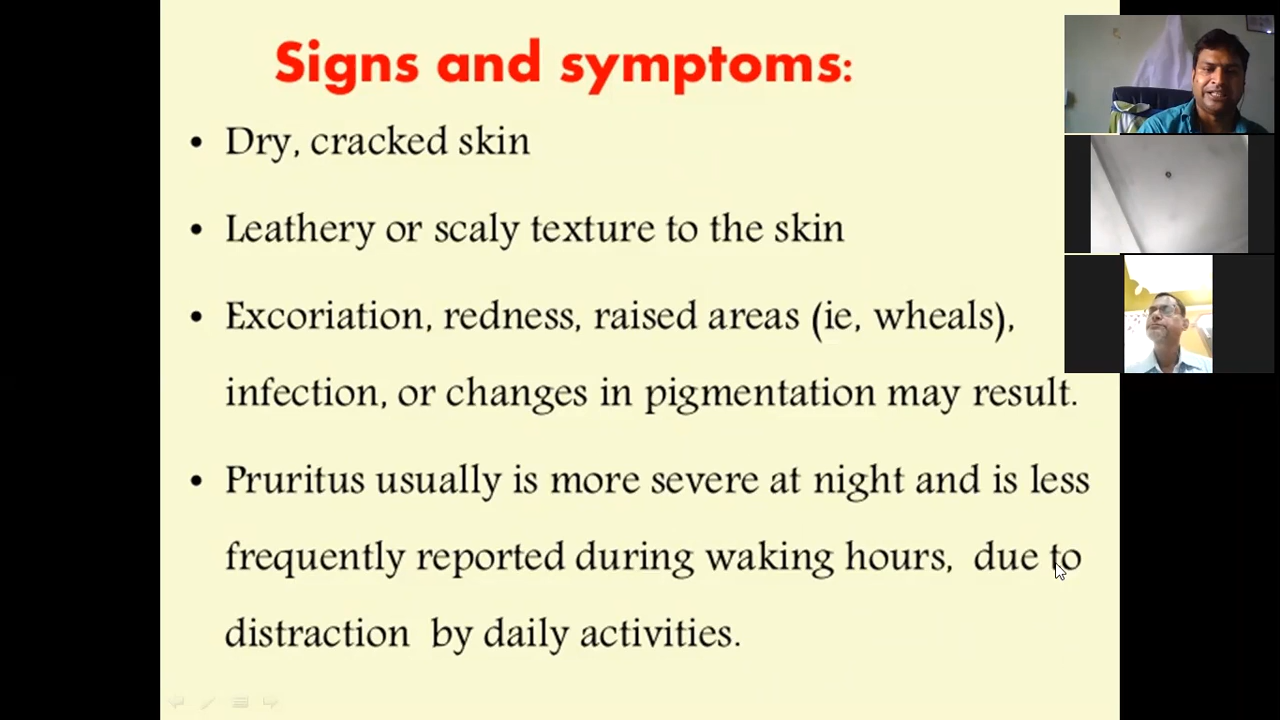 Signs and symptoms:
• Dry, cracked skin
• Leathery or scaly texture to the skin
• Excoriation, redness, raised areas (ie, wheals),
infection, or changes in pigmentation may result.
• Pruritus usually is more severe at night and is less
frequently reported during waking hours,  due to
distraction  by daily activities.